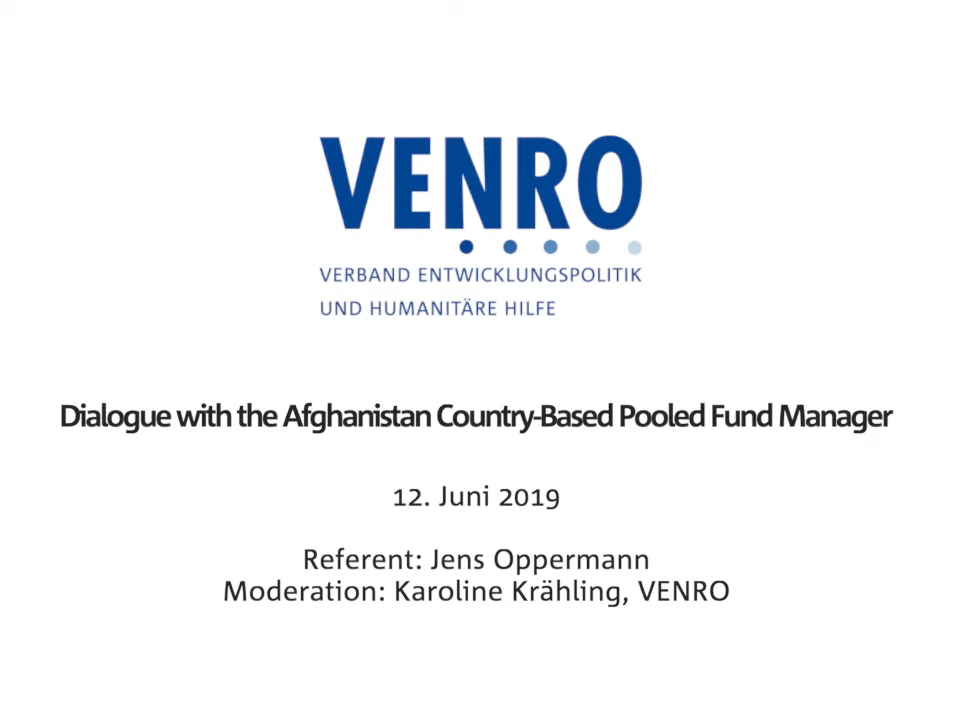 VENRO
VERBAND ENTWICKLUNGSPOLITIK
UND HUMANITÄRE HILFE
Dialogue with the Afghanistan Country-Based Pooled Fund Manager
12. Juni 2019
Referent: Jens Oppermann
Moderation: Karoline Krähling, VENRO